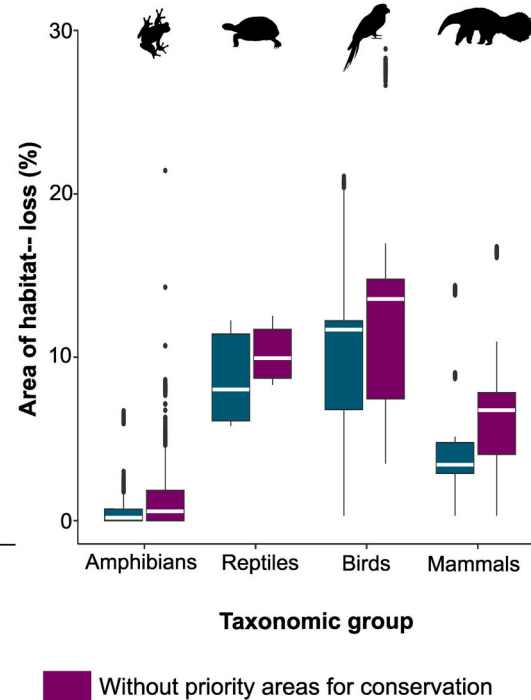 Area of habitat-- loss (%)
30
20
10
0
Amphibians Reptiles Birds Mammals
Taxonomic group
Without priority areas for conservation